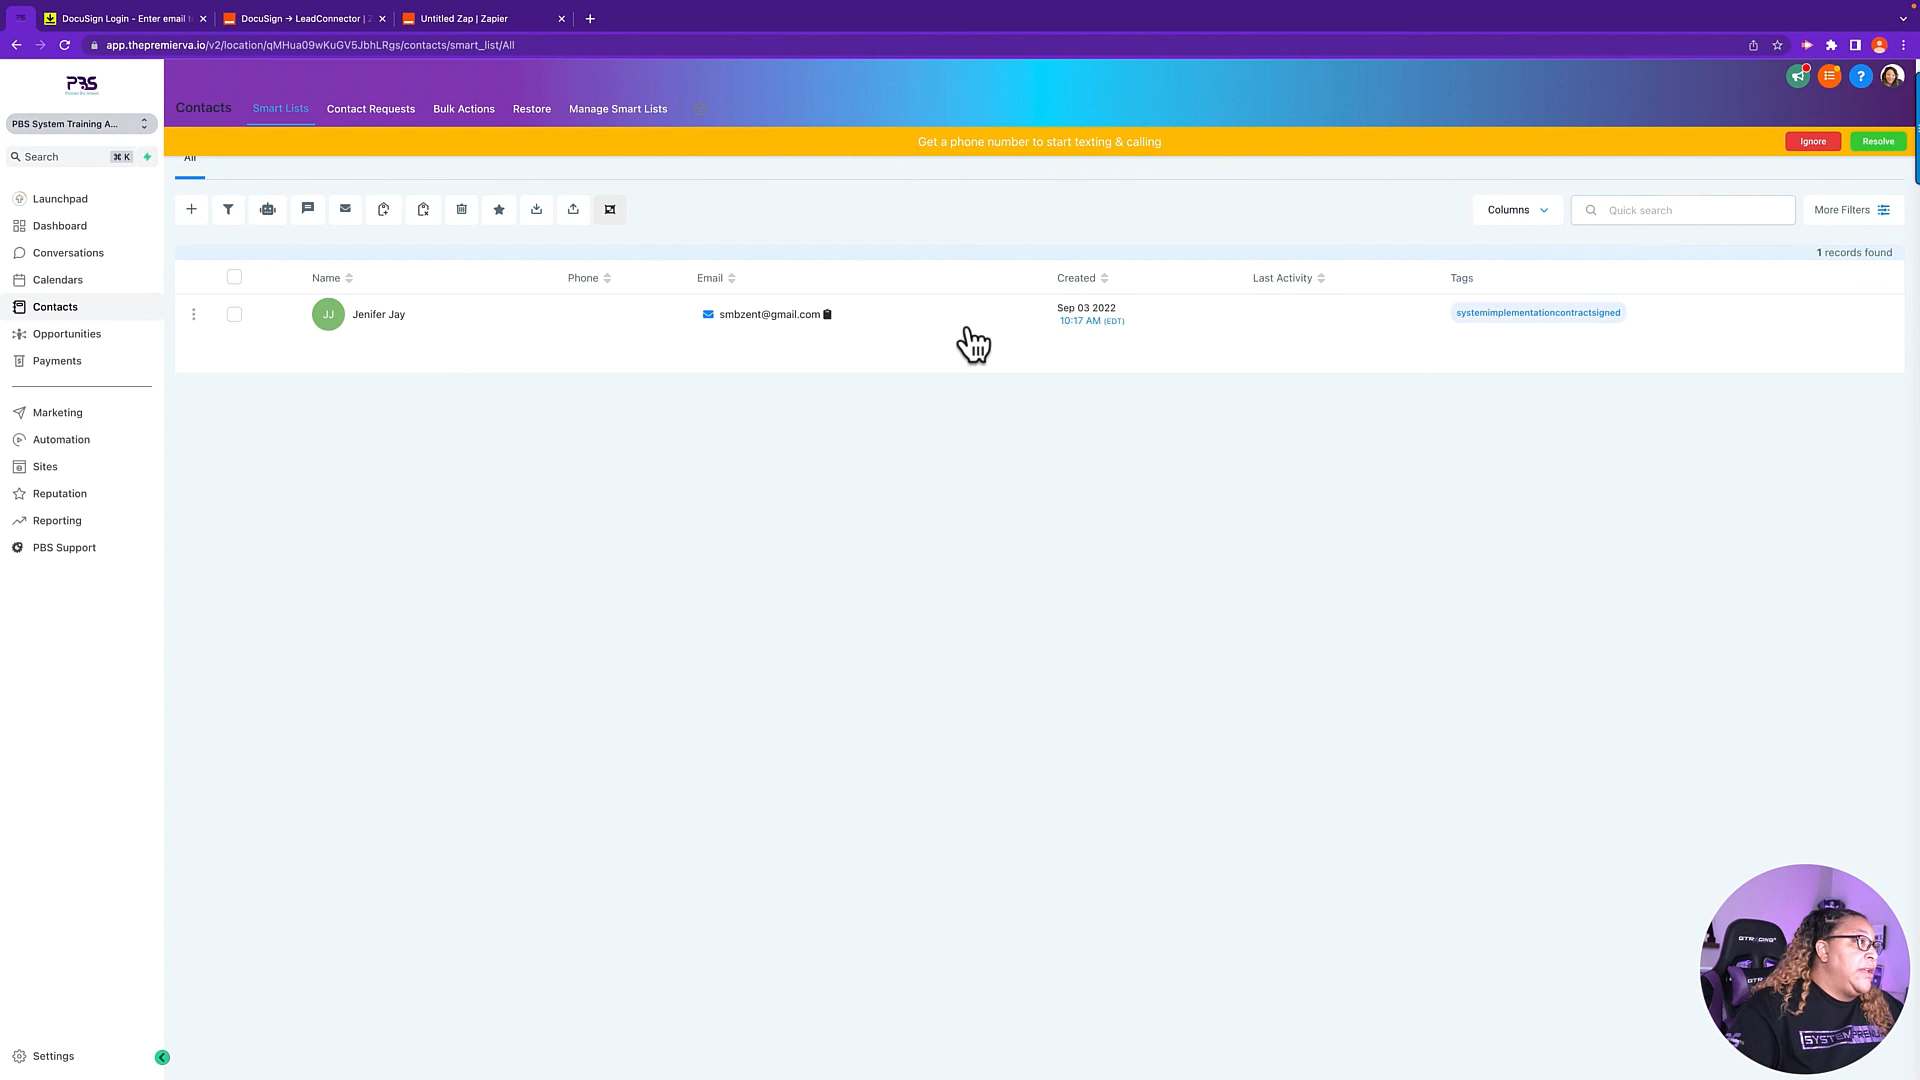 DocuSign Login - Enter email t
DocuSign → LeadConnector | Z
Untitled Zap | Zapier
app.thepremierva.io/v2/location/qMHua09wKuGV5JbhLRgs/contacts/smart_list/All
PBS
PBS System Training A...
Search ⌘ K
Launchpad
Dashboard
Conversations
Calendars
Contacts
Opportunities
Payments
Marketing
Automation
Sites
Reputation
Reporting
PBS Support
Settings
Contacts Smart Lists Contact Requests Bulk Actions Restore Manage Smart Lists
Get a phone number to start texting & calling Ignore Resolve
All
Columns Quick search More Filters
1 records found
Name Phone Email Created Last Activity Tags
JJ Jenifer Jay smbzent@gmail.com Sep 03 2022 systemimplementationcontractsigned
10:17 AM (EDT)
GTRACING
GTR